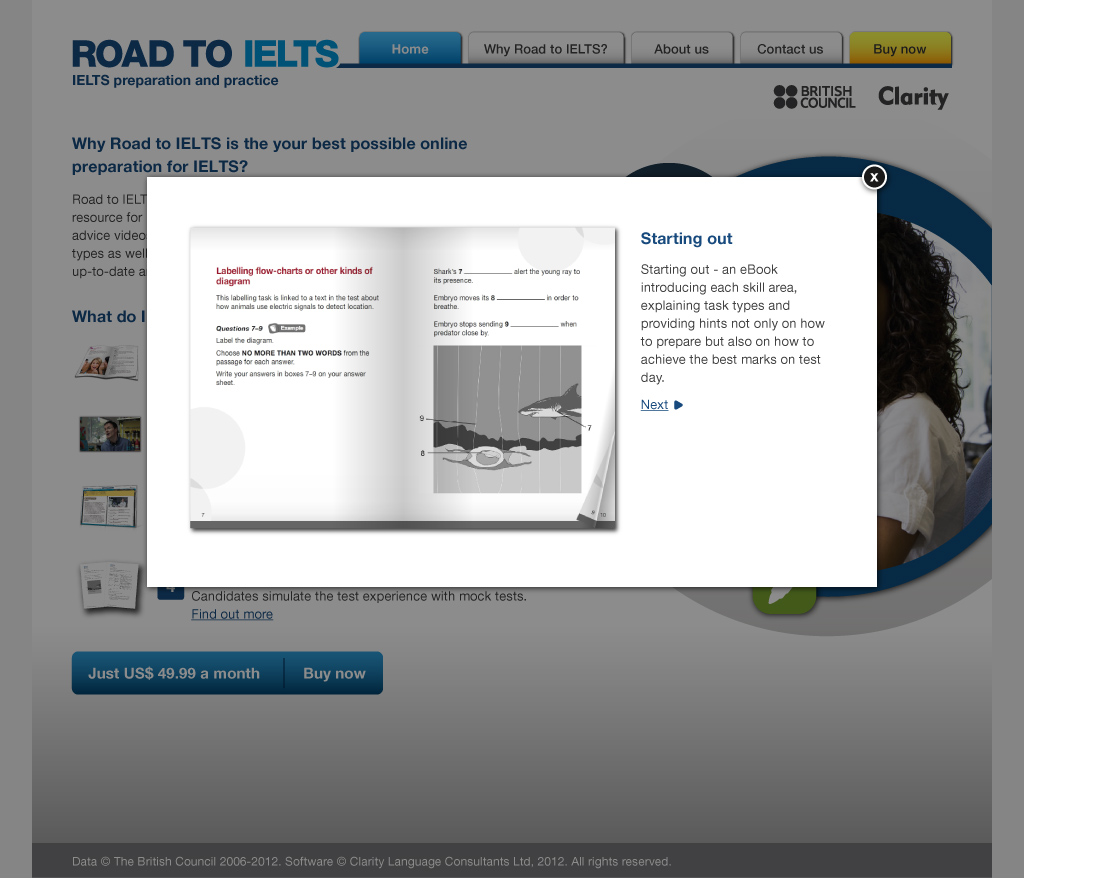 ROAD TO IELTS
IELTS preparation and practice
Home
Why Road to IELTS?
About us
Contact us
Buy now
BRITISH
COUNCIL
Clarity
Why Road to IELTS is the your best possible online
preparation for IELTS?
Road to IELT
resource for
advice video
types as well
up-to-date a
What do I
x
Labelling flow-charts or other kinds of
diagram
This labelling task is linked to a text in the test about
how animals use electric signals to detect location.
Questions 7–9 Example
Label the diagram.
Choose NO MORE THAN TWO WORDS from the
passage for each answer.
Write your answers in boxes 7–9 on your answer
sheet.
7
Shark's 7 ____________ alert the young ray to
its presence.
Embryo moves its 8 ____________ in order to
breathe.
Embryo stops sending 9 ____________ when
predator close by.
9
7
8
10
Starting out
Starting out - an eBook
introducing each skill area,
explaining task types and
providing hints not only on how
to prepare but also on how to
achieve the best marks on test
day.
Next
4
Candidates simulate the test experience with mock tests.
Find out more
Just US$ 49.99 a month
Buy now
Data © The British Council 2006-2012. Software © Clarity Language Consultants Ltd, 2012. All rights reserved.